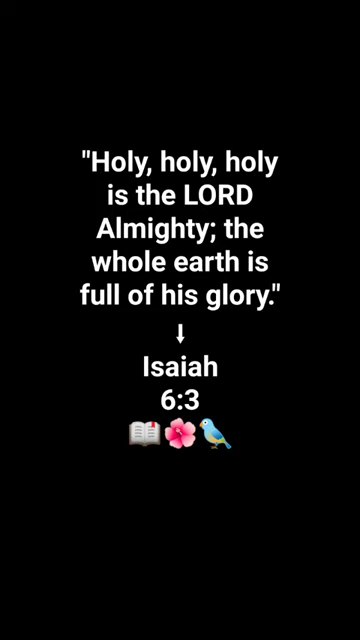 "Holy, holy, holy
is the LORD
Almighty; the
whole earth is
full of his glory."
⬇
Isaiah
6:3
📖🌺🐦